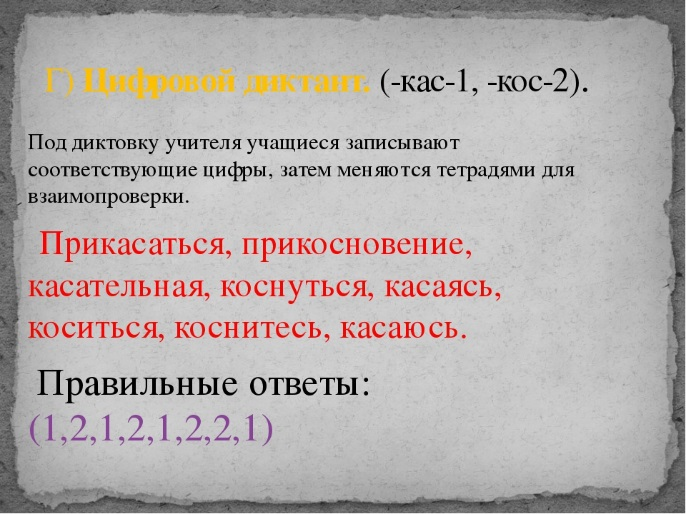 Г) Цифровой диктант. (-кас-1, -кос-2).
Под диктовку учителя учащиеся записывают
соответствующие цифры, затем меняются тетрадями для
взаимопроверки.
Прикасаться, прикосновение,
касательная, коснуться, касаясь,
коситься, коснитесь, касаюсь.
Правильные ответы:
(1,2,1,2,1,2,2,1)